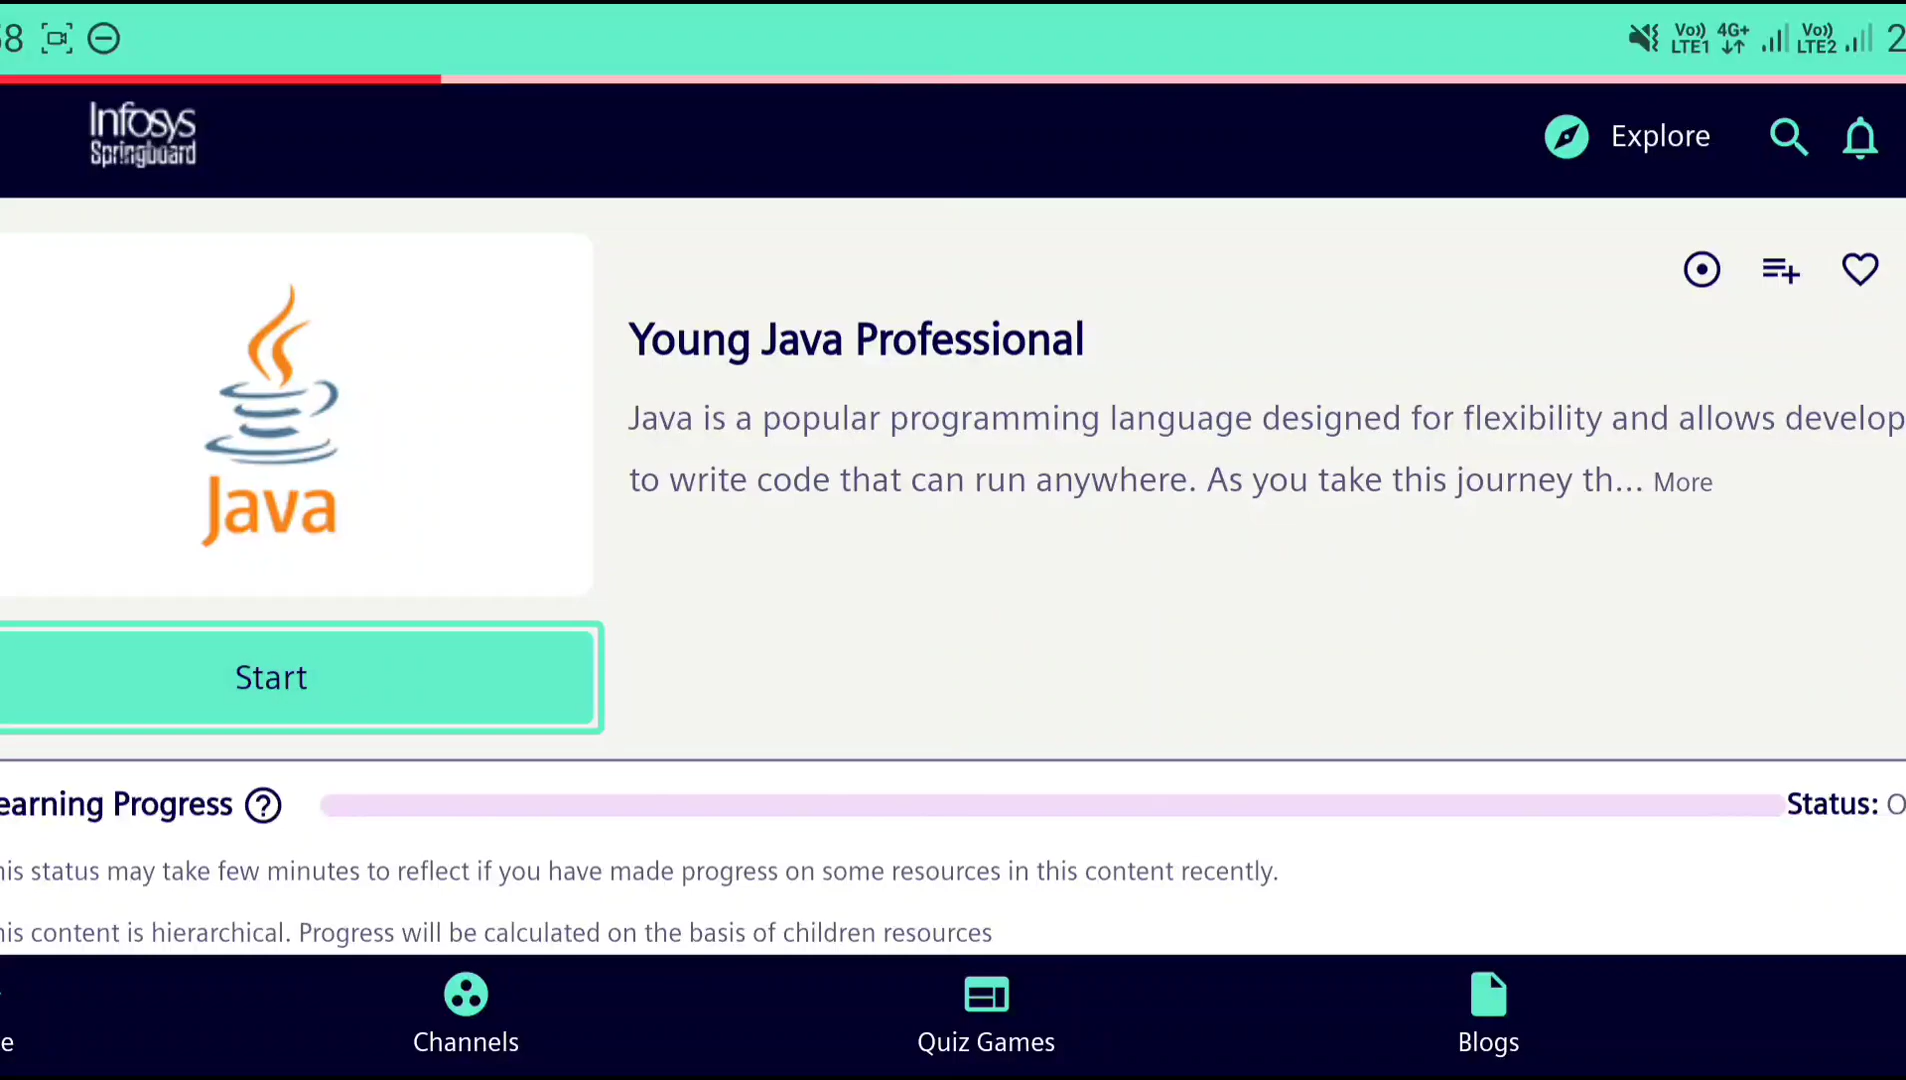 58
Vo)) LTE1 4G+ Vo)) LTE2 2
Infosys
Springboard
Explore
Java
Young Java Professional
Java is a popular programming language designed for flexibility and allows develop
to write code that can run anywhere. As you take this journey th... More
Start
earning Progress ?
Status:
his status may take few minutes to reflect if you have made progress on some resources in this content recently.
his content is hierarchical. Progress will be calculated on the basis of children resources
e
Channels
Quiz Games
Blogs